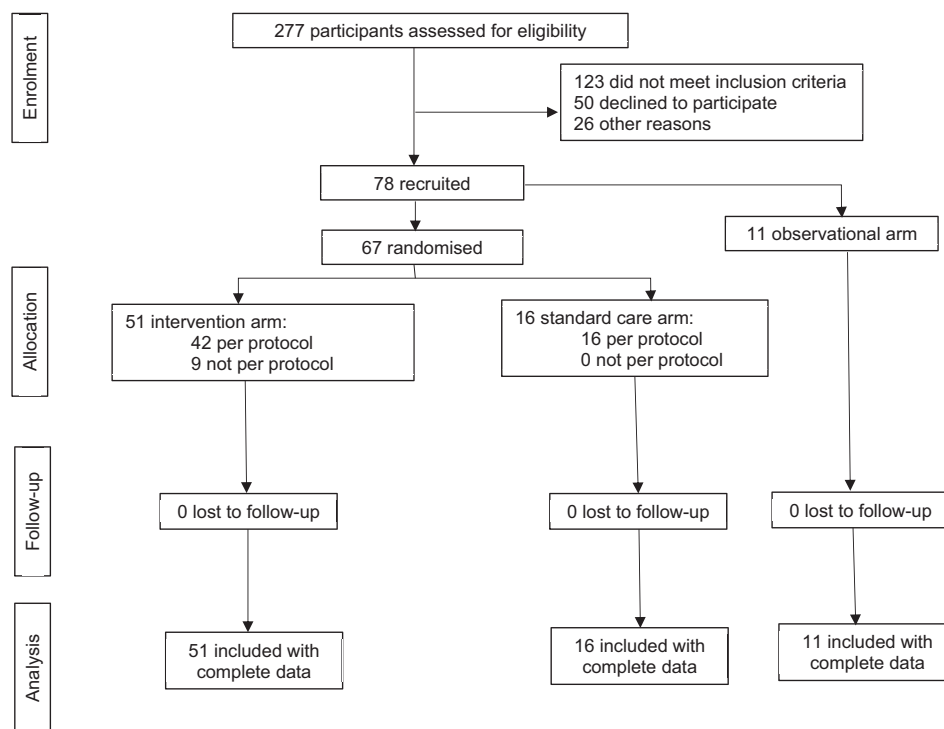 Enrolment
277 participants assessed for eligibility
123 did not meet inclusion criteria
50 declined to participate
26 other reasons
78 recruited
67 randomised
11 observational arm
Allocation
51 intervention arm:
42 per protocol
9 not per protocol
16 standard care arm:
16 per protocol
0 not per protocol
Follow-up
0 lost to follow-up
0 lost to follow-up
0 lost to follow-up
Analysis
51 included with
complete data
16 included with
complete data
11 included with
complete data